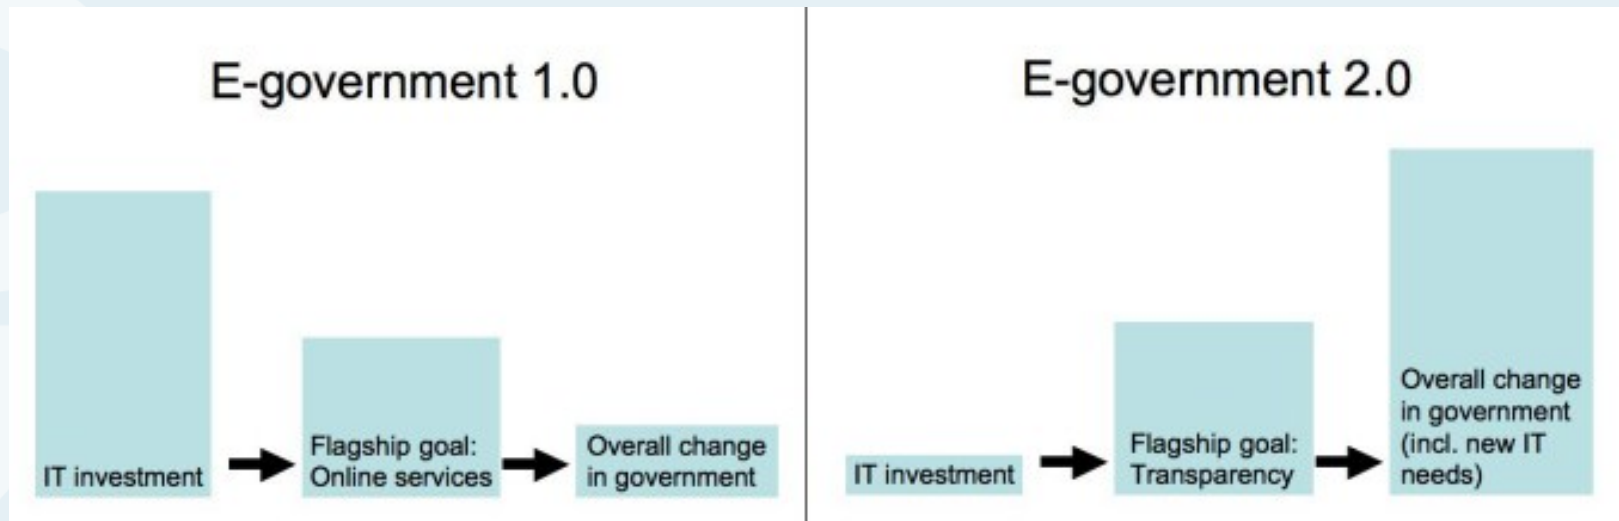 E-government 1.0
IT investment
Flagship goal:
Online services
Overall change
in government
E-government 2.0
IT investment
Flagship goal:
Transparency
Overall change
in government
(incl. new IT
needs)